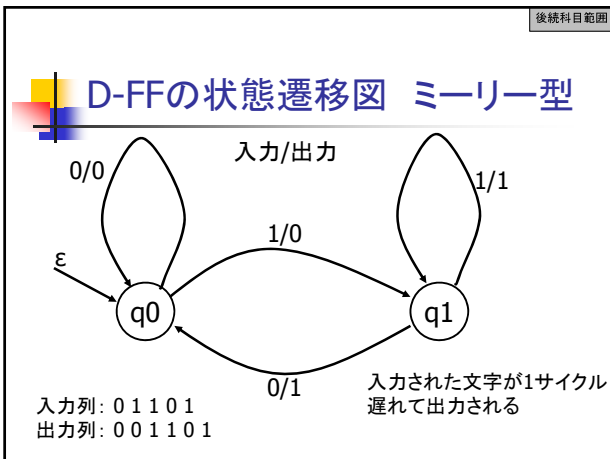 後続科目範囲
D-FFの状態遷移図 ミーリー型
入力/出力
0/0
1/1
1/0
ε
q0
q1
0/1
入力された文字が1サイクル
遅れて出力される
入力列: 0 1 1 0 1
出力列: 0 0 1 1 0 1